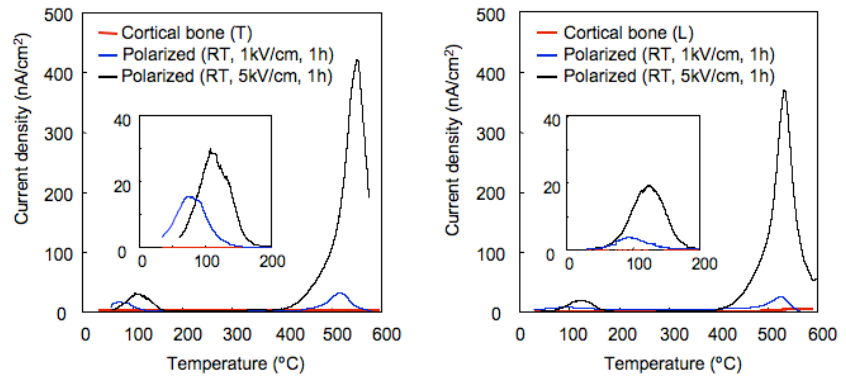 500
400
300
200
100
0
Current density (nA/cm²)
Cortical bone (T)
Polarized (RT, 1kV/cm, 1h)
Polarized (RT, 5kV/cm, 1h)
40
20
0
0 100 200
0 100 200 300 400 500 600
Temperature (ºC)
500
400
300
200
100
0
Current density (nA/cm²)
Cortical bone (L)
Polarized (RT, 1kV/cm, 1h)
Polarized (RT, 5kV/cm, 1h)
40
20
0
0 100 200
0 100 200 300 400 500 600
Temperature (ºC)